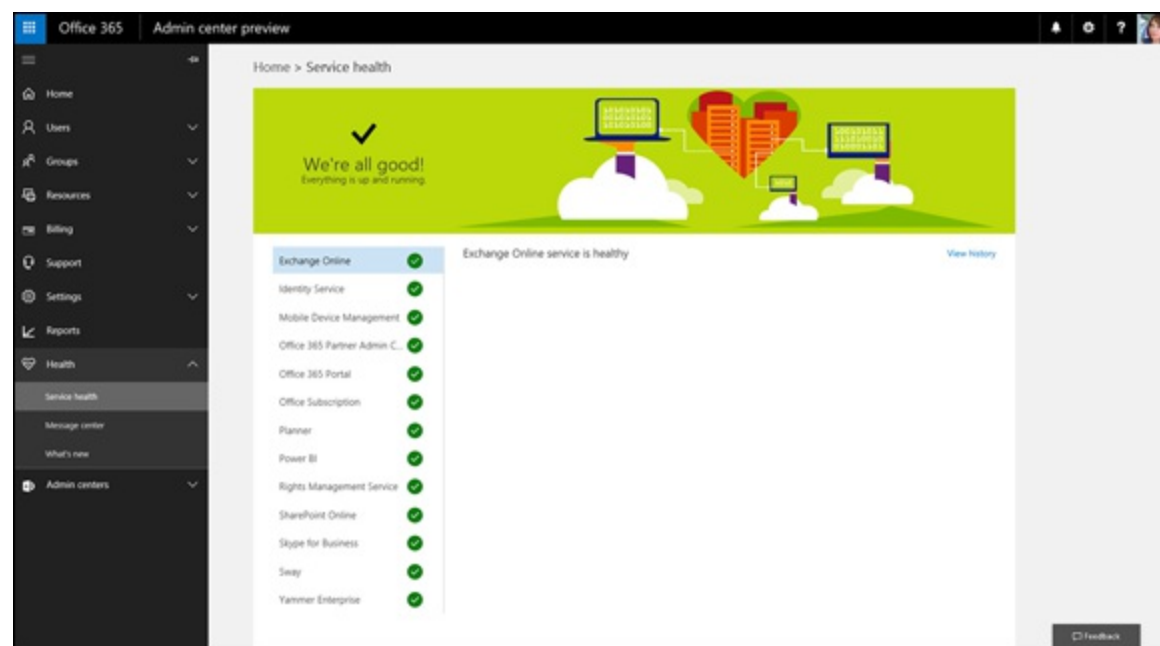 Office 365 Admin center preview ?
Home > Service health
Home
Users
Groups
Resources
Billing
Support
Settings
Reports
Health
Service health
Message center
What's new
Admin centers
We're all good!
Everything is up and running.
Exchange Online
Identity Service
Mobile Device Management
Office 365 Partner Admin C...
Office 365 Portal
Office Subscription
Planner
Power BI
Rights Management Service
SharePoint Online
Skype for Business
Sway
Yammer Enterprise
Exchange Online service is healthy
View history
Feedback